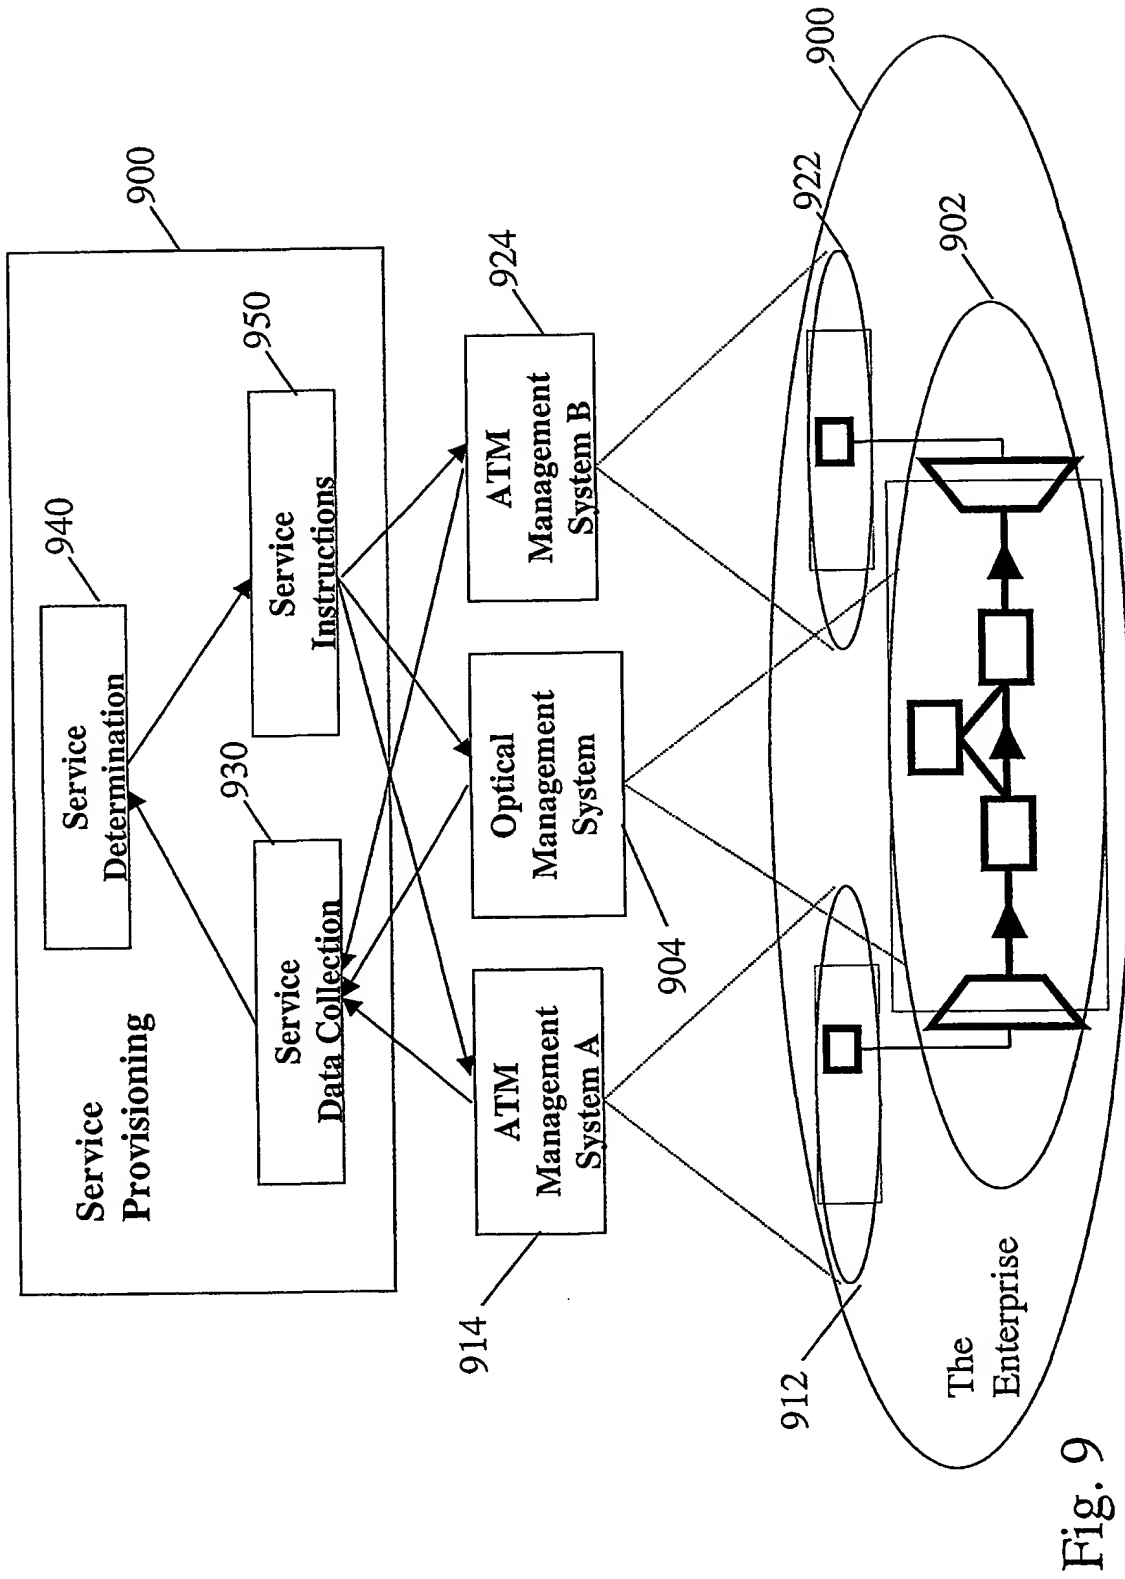 900
Service
Provisioning
940
Service
Determination
930
Service
Data Collection
950
Service
Instructions
914
ATM
Management
System A
904
Optical
Management
System
924
ATM
Management
System B
912
922
900
902
The
Enterprise
Fig. 9